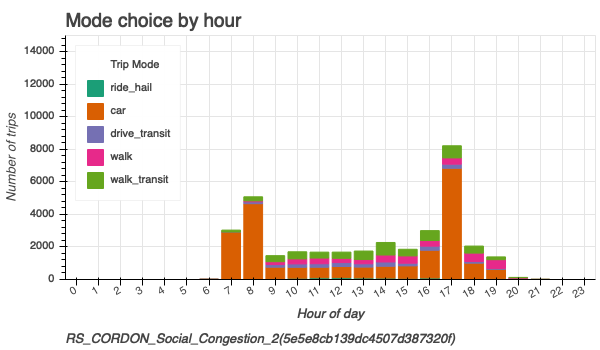 Mode choice by hour
14000
12000
10000
8000
6000
4000
2000
0
Number of trips
Trip Mode
ride_hail
car
drive_transit
walk
walk_transit
0 1 2 3 4 5 6 7 8 9 10 11 12 13 14 15 16 17 18 19 20 21 22 23
Hour of day
RS_CORDON_Social_Congestion_2(5e5e8cb139dc4507d387320f)